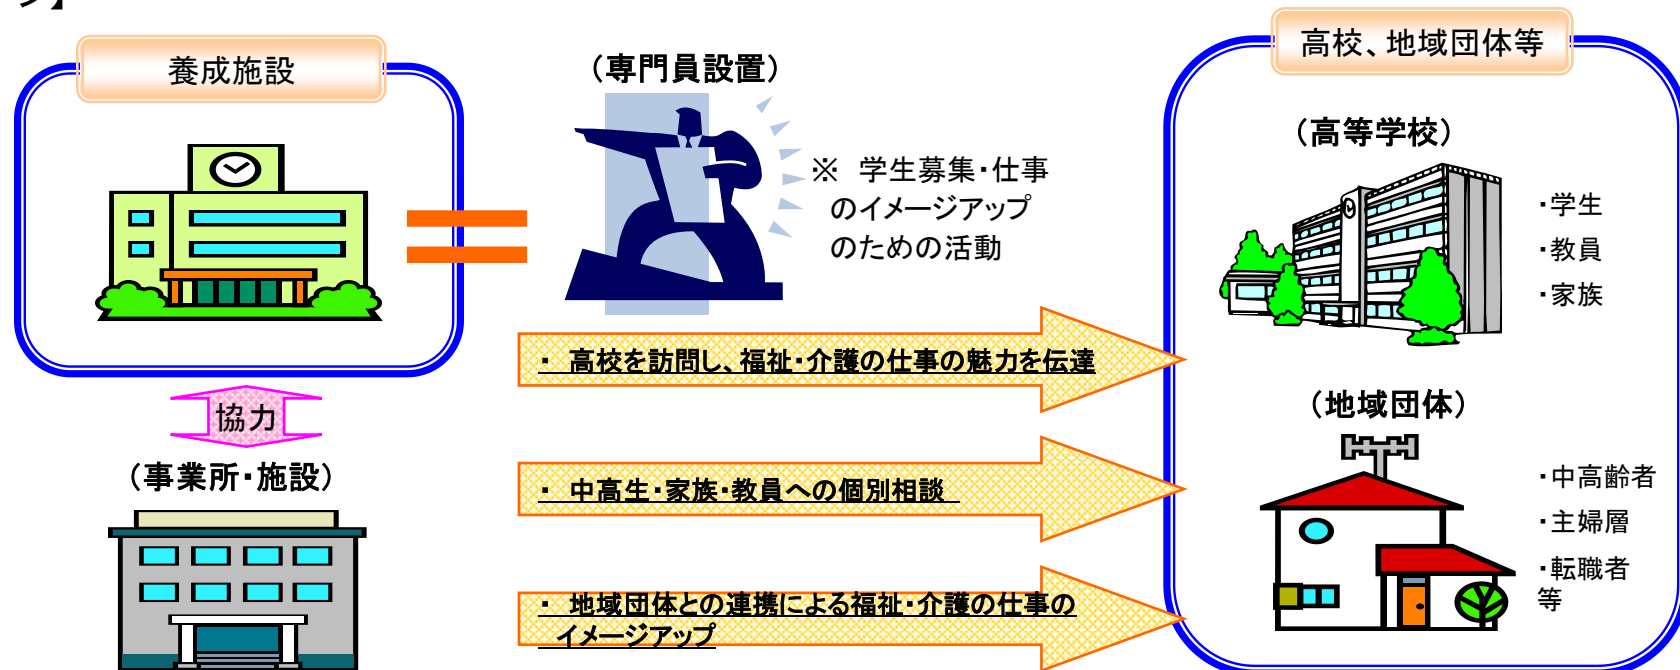 養成施設
協力
（事業所・施設）
（専門員設置）
※　学生募集・仕事
のイメージアップ
のための活動
・　高校を訪問し、福祉・介護の仕事の魅力を伝達
・　中高生・家族・教員への個別相談
・　地域団体との連携による福祉・介護の仕事の
イメージアップ
高校、地域団体等
（高等学校）
・学生
・教員
・家族
（地域団体）
・中高齢者
・主婦層
・転職者
等